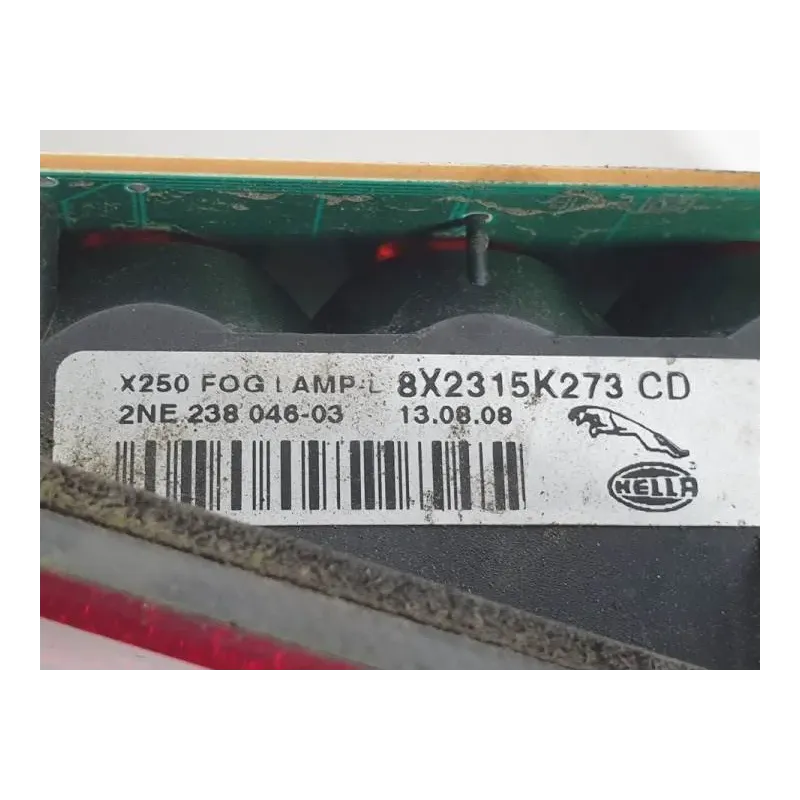 X250 FOG LAMP-L 8X2315K273 CD
2NE 238 046-03 13.08.08
HELLA